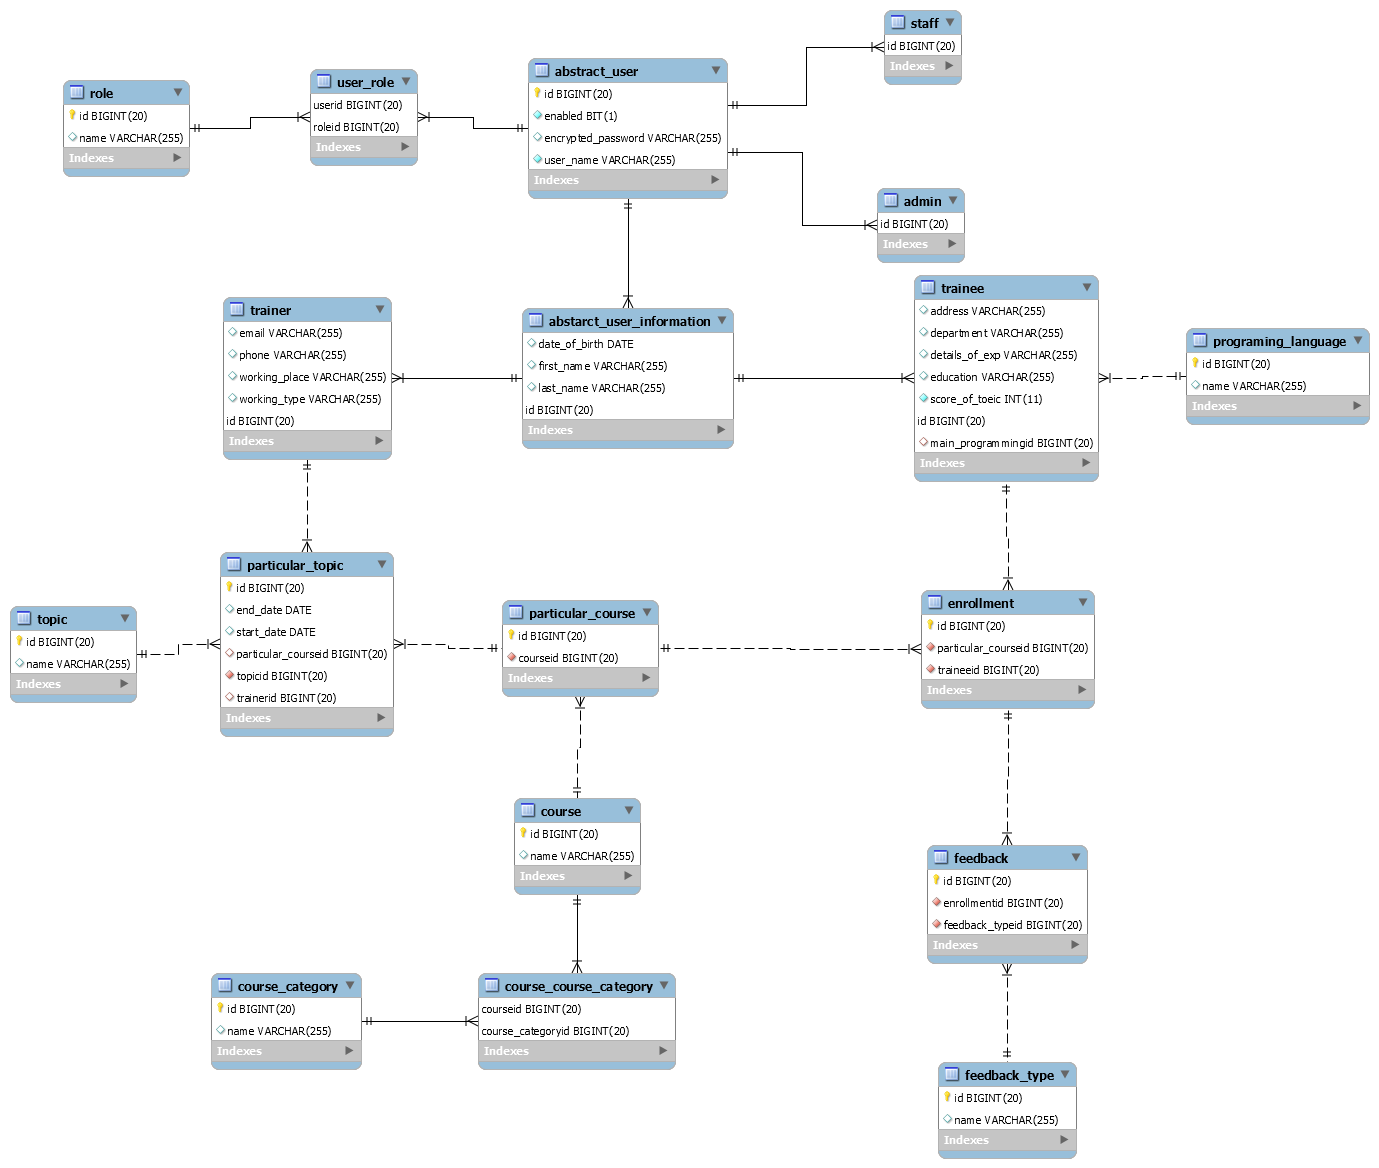 staff
id BIGINT(20)
Indexes
role
id BIGINT(20)
name VARCHAR(255)
Indexes
user_role
userid BIGINT(20)
roleid BIGINT(20)
Indexes
abstract_user
id BIGINT(20)
enabled BIT(1)
encrypted_password VARCHAR(255)
user_name VARCHAR(255)
Indexes
admin
id BIGINT(20)
Indexes
trainer
email VARCHAR(255)
phone VARCHAR(255)
working_place VARCHAR(255)
working_type VARCHAR(255)
id BIGINT(20)
Indexes
abstarct_user_information
date_of_birth DATE
first_name VARCHAR(255)
last_name VARCHAR(255)
id BIGINT(20)
Indexes
trainee
address VARCHAR(255)
department VARCHAR(255)
details_of_exp VARCHAR(255)
education VARCHAR(255)
score_of_toeic INT(11)
id BIGINT(20)
main_programmingid BIGINT(20)
Indexes
programing_language
id BIGINT(20)
name VARCHAR(255)
Indexes
topic
id BIGINT(20)
name VARCHAR(255)
Indexes
particular_topic
id BIGINT(20)
end_date DATE
start_date DATE
particular_courseid BIGINT(20)
topicid BIGINT(20)
trainerid BIGINT(20)
Indexes
particular_course
id BIGINT(20)
courseid BIGINT(20)
Indexes
enrollment
id BIGINT(20)
particular_courseid BIGINT(20)
traineeid BIGINT(20)
Indexes
course
id BIGINT(20)
name VARCHAR(255)
Indexes
feedback
id BIGINT(20)
enrollmentid BIGINT(20)
feedback_typeid BIGINT(20)
Indexes
course_category
id BIGINT(20)
name VARCHAR(255)
Indexes
course_course_category
courseid BIGINT(20)
course_categoryid BIGINT(20)
Indexes
feedback_type
id BIGINT(20)
name VARCHAR(255)
Indexes